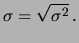 σ = √σ² .